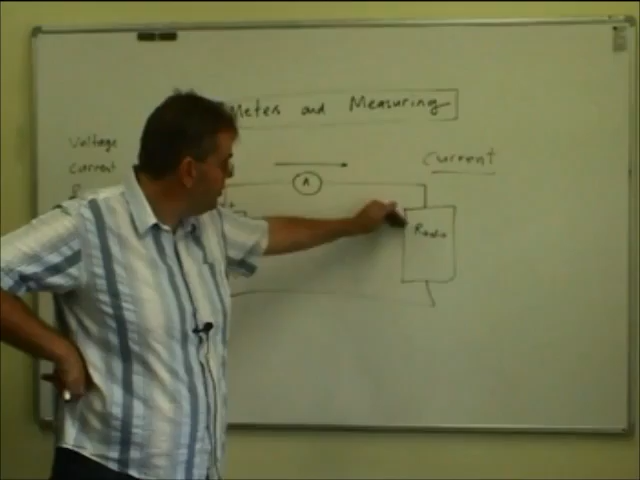 Meters and Measuring
Voltage
Current
Current
A
+
Radio